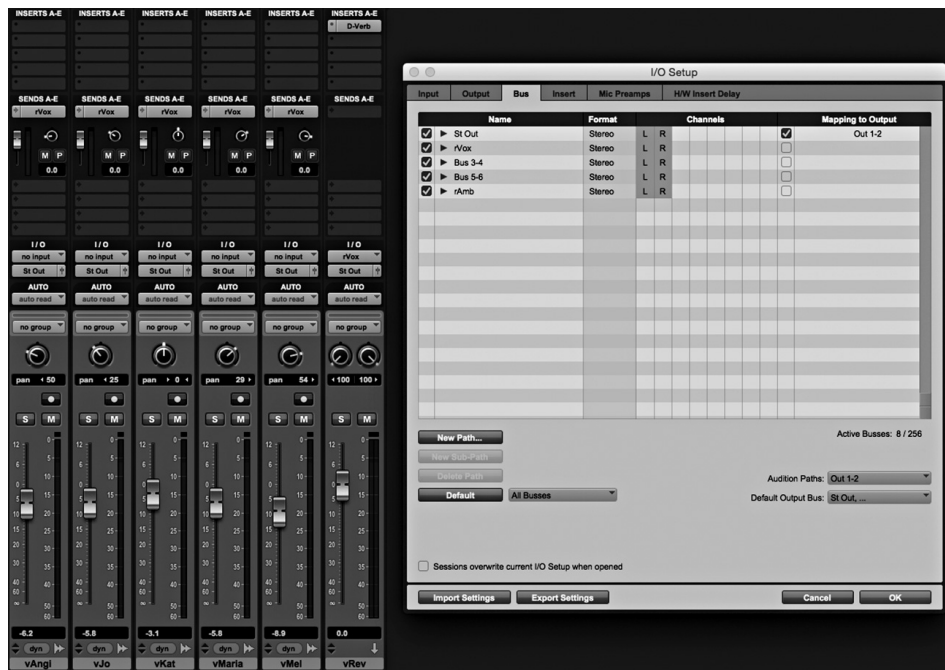 INSERTS A-E INSERTS A-E INSERTS A-E INSERTS A-E INSERTS A-E INSERTS A-E
D-Verb
SENDS A-E SENDS A-E SENDS A-E SENDS A-E SENDS A-E SENDS A-E
rVox rVox rVox rVox rVox
M P M P M P M P M P
0.0 0.0 0.0 0.0 0.0
I/O I/O I/O I/O I/O I/O
no input no input no input no input no input rVox
St Out St Out St Out St Out St Out St Out
AUTO AUTO AUTO AUTO AUTO AUTO
auto read auto read auto read auto read auto read auto read
no group no group no group no group no group no group
pan 50 pan 25 pan 0 pan 29 pan 54 100 100
S M S M S M S M S M S M
-6.2 -5.8 -3.1 -5.8 -8.9 0.0
dyn dyn dyn dyn dyn dyn
vAngl vJo vKat vMaria vMel vRev
I/O Setup
Input Output Bus Insert Mic Preamps H/W Insert Delay
Name Format Channels Mapping to Output
St Out Stereo L R Out 1-2
rVox Stereo L R
Bus 3-4 Stereo L R
Bus 5-6 Stereo L R
rAmb Stereo L R
New Path... Active Busses: 8 / 256
New Sub-Path
Delete Path Audition Paths: Out 1-2
Default All Busses Default Output Bus: St Out, ...
Sessions overwrite current I/O Setup when opened
Import Settings Export Settings Cancel OK